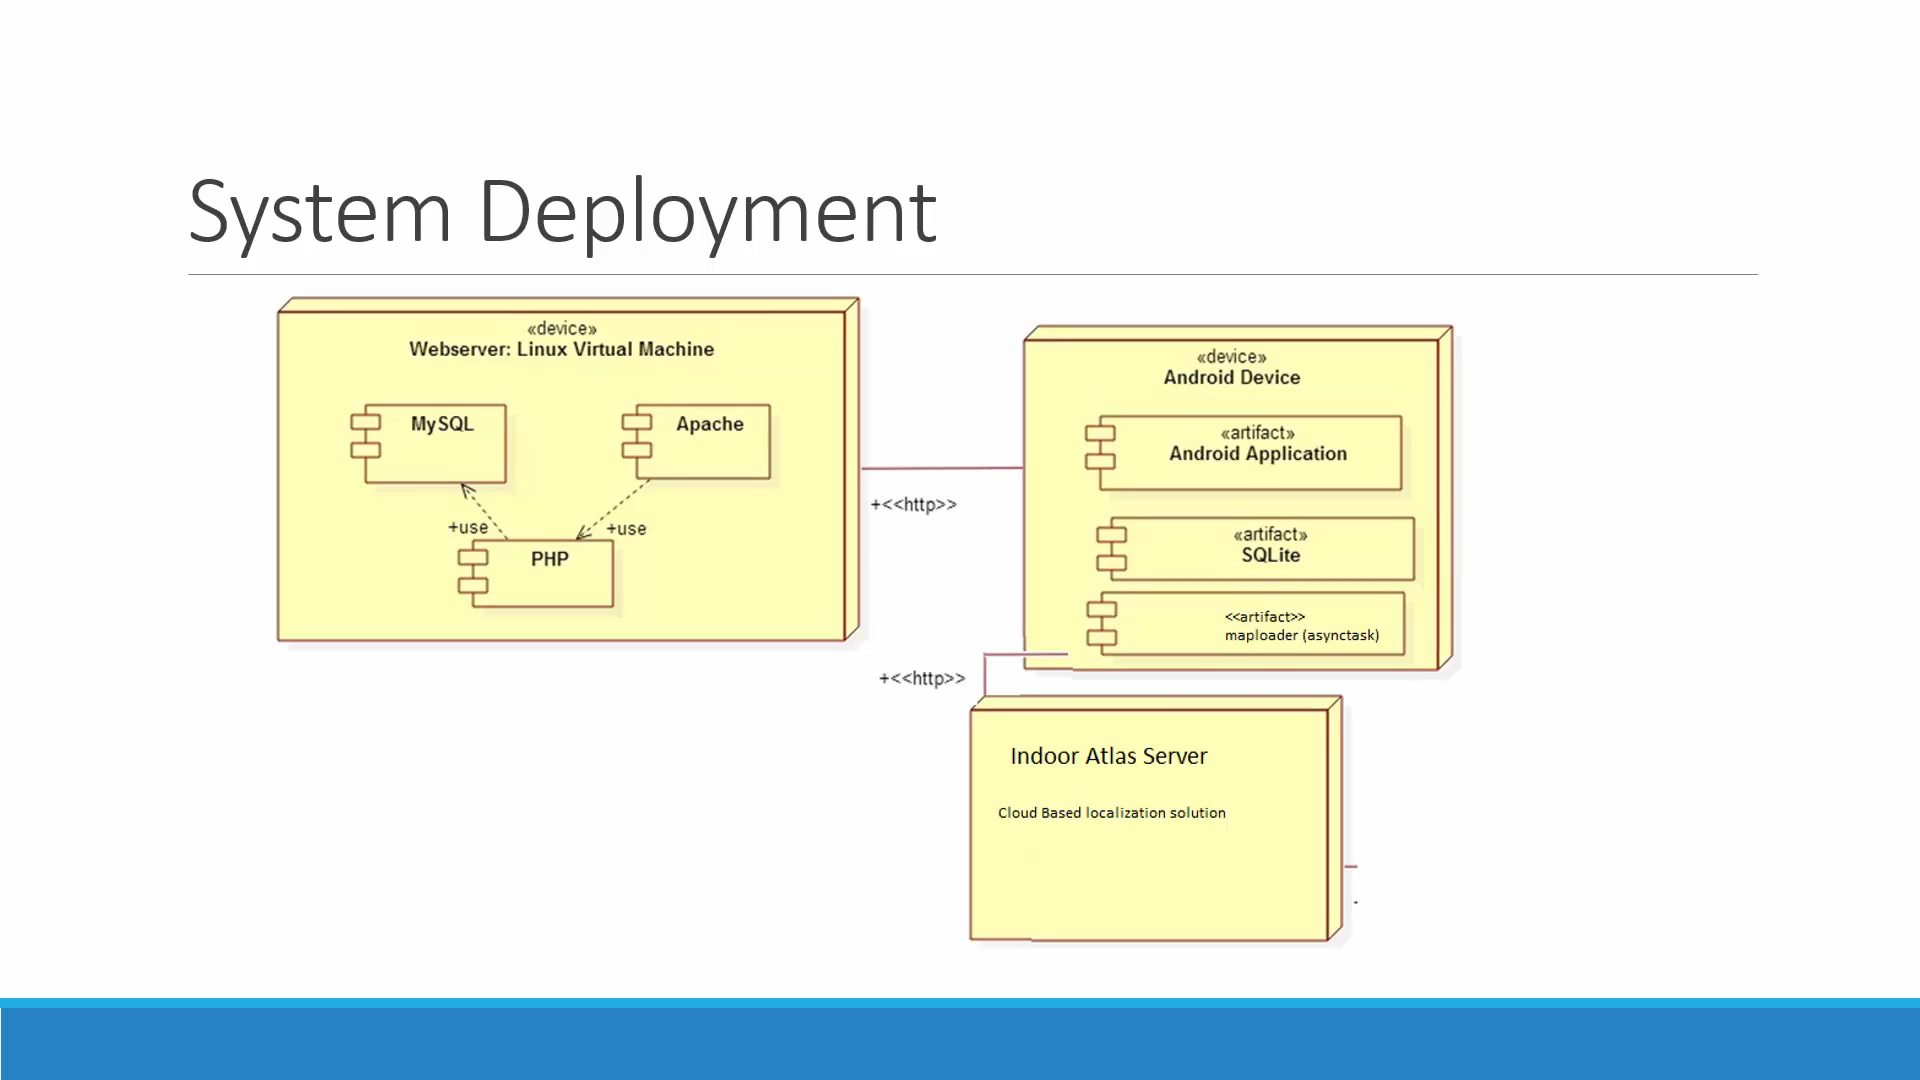 System Deployment
«device»
Webserver: Linux Virtual Machine
MySQL
Apache
+use
+use
PHP
+<<http>>
«device»
Android Device
«artifact»
Android Application
«artifact»
SQLite
<<artifact>>
maploader (asynctask)
+<<http>>
Indoor Atlas Server
Cloud Based localization solution